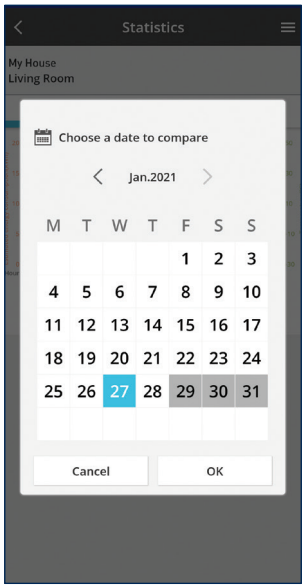 Statistics
My House
Living Room
Choose a date to compare
Jan.2021
M T W T F S S
1 2 3
4 5 6 7 8 9 10
11 12 13 14 15 16 17
18 19 20 21 22 23 24
25 26 27 28 29 30 31
Cancel OK